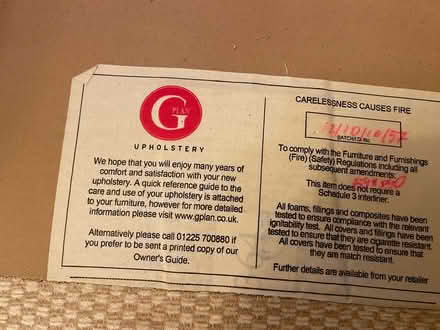 G
PLAN
UPHOLSTERY
We hope that you will enjoy many years of
comfort and satisfaction with your new
upholstery. A quick reference guide to the
care and use of your upholstery is attached
to your furniture, however for more detailed
information please visit www.gplan.co.uk.
Alternatively please call 01225 700880 if
you prefer to be sent a printed copy of our
Owner's Guide.
CARELESSNESS CAUSES FIRE
BATCH/ID No.
To comply with the Furniture and Furnishings
(Fire) (Safety) Regulations including all
subsequent amendments.
This item does not require a
Schedule 3 interliner.
All foams, fillings and composites have been
tested to ensure compliance with the relevant
ignitability test. All covers and fillings have been
tested to ensure that they are cigarette resistant.
All covers have been tested to ensure that
they are match resistant.
Further details are available from your retailer